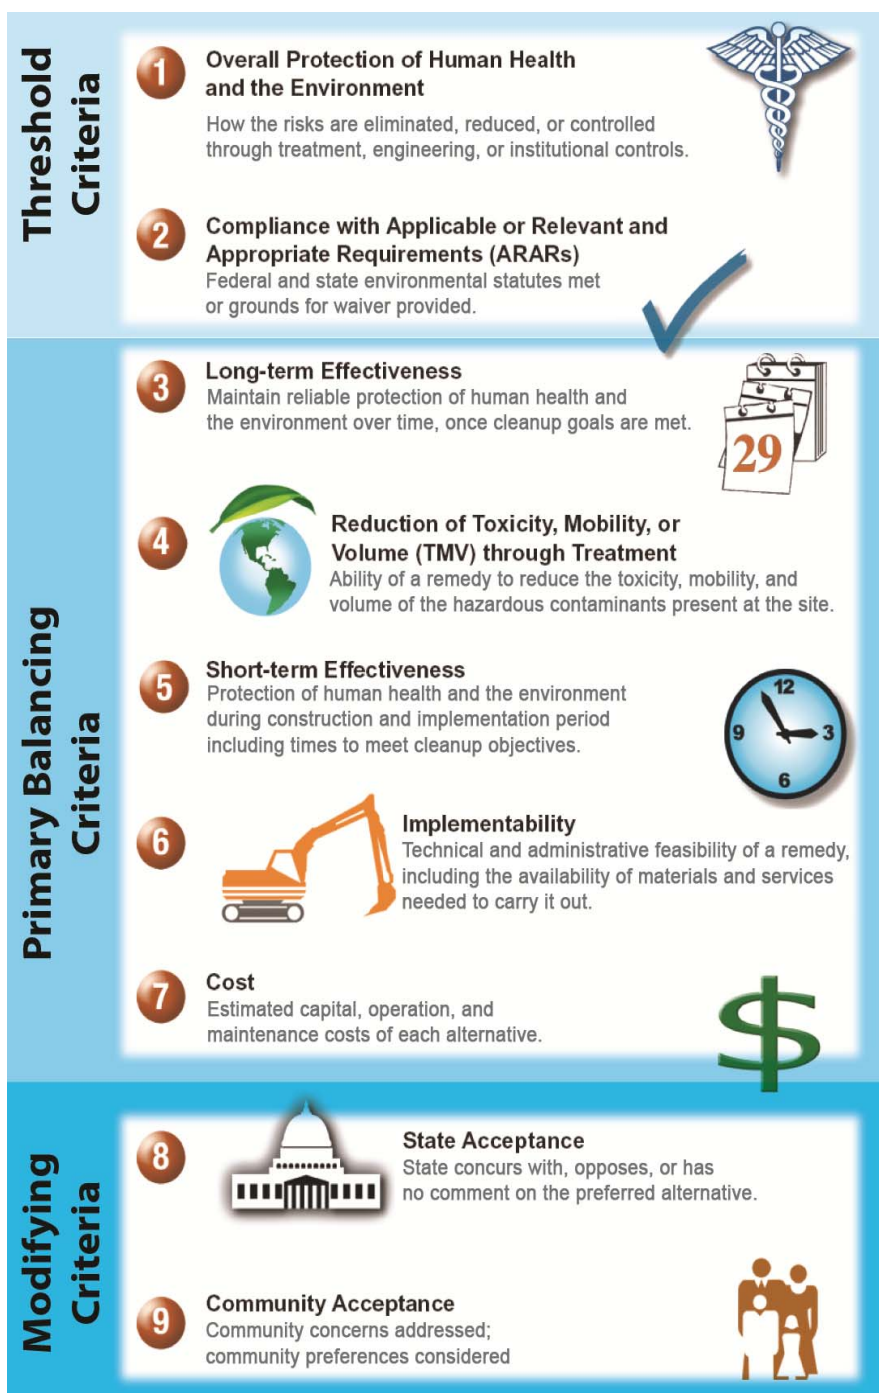 Threshold
Criteria
1
Overall Protection of Human Health
and the Environment
How the risks are eliminated, reduced, or controlled
through treatment, engineering, or institutional controls.
2
Compliance with Applicable or Relevant and
Appropriate Requirements (ARARs)
Federal and state environmental statutes met
or grounds for waiver provided.
Primary Balancing
Criteria
3
Long-term Effectiveness
Maintain reliable protection of human health and
the environment over time, once cleanup goals are met.
29
4
Reduction of Toxicity, Mobility, or
Volume (TMV) through Treatment
Ability of a remedy to reduce the toxicity, mobility, and
volume of the hazardous contaminants present at the site.
5
Short-term Effectiveness
Protection of human health and the environment
during construction and implementation period
including times to meet cleanup objectives.
12
9 3
6
6
Implementability
Technical and administrative feasibility of a remedy,
including the availability of materials and services
needed to carry it out.
7
Cost
Estimated capital, operation, and
maintenance costs of each alternative.
$
Modifying
Criteria
8
State Acceptance
State concurs with, opposes, or has
no comment on the preferred alternative.
9
Community Acceptance
Community concerns addressed;
community preferences considered